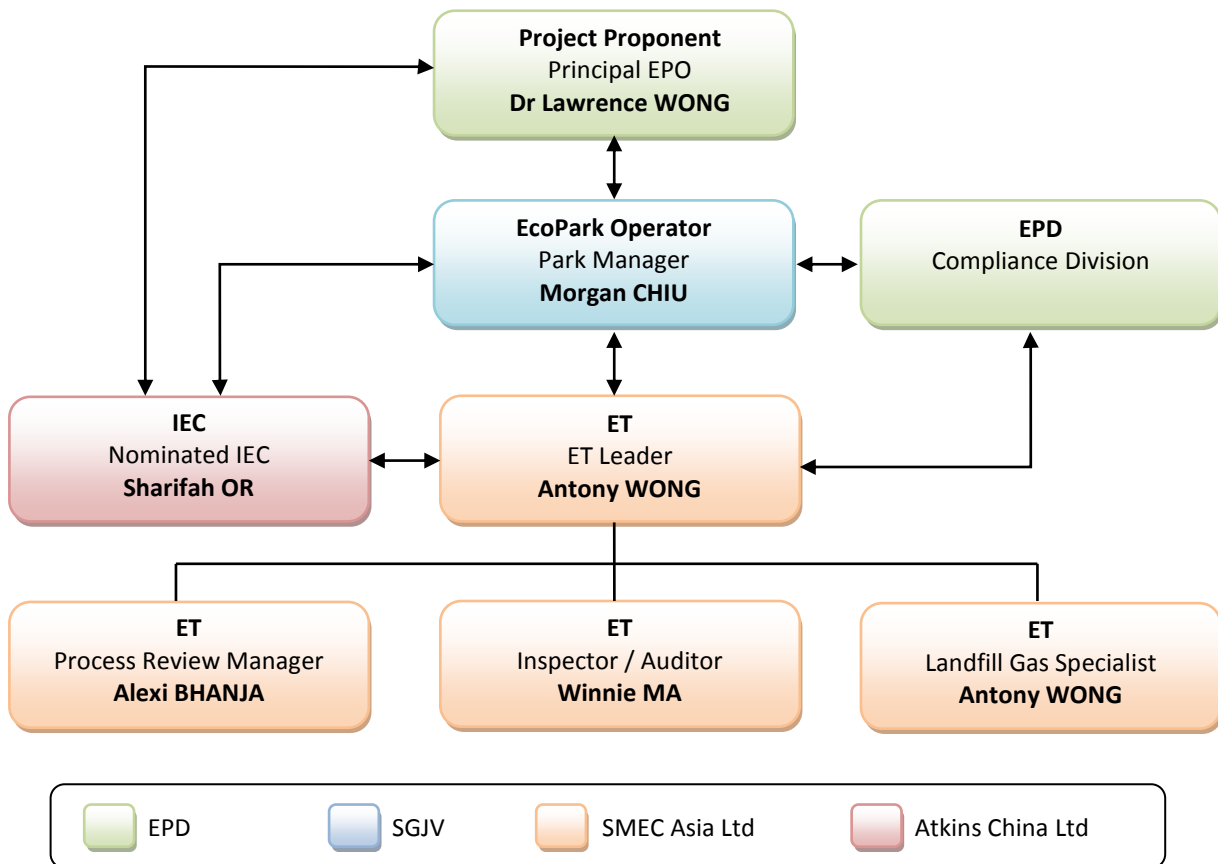 Project Proponent
Principal EPO
Dr Lawrence WONG
EcoPark Operator
Park Manager
Morgan CHIU
EPD
Compliance Division
IEC
Nominated IEC
Sharifah OR
ET
ET Leader
Antony WONG
ET
Process Review Manager
Alexi BHANJA
ET
Inspector / Auditor
Winnie MA
ET
Landfill Gas Specialist
Antony WONG
EPD
SGJV
SMEC Asia Ltd
Atkins China Ltd